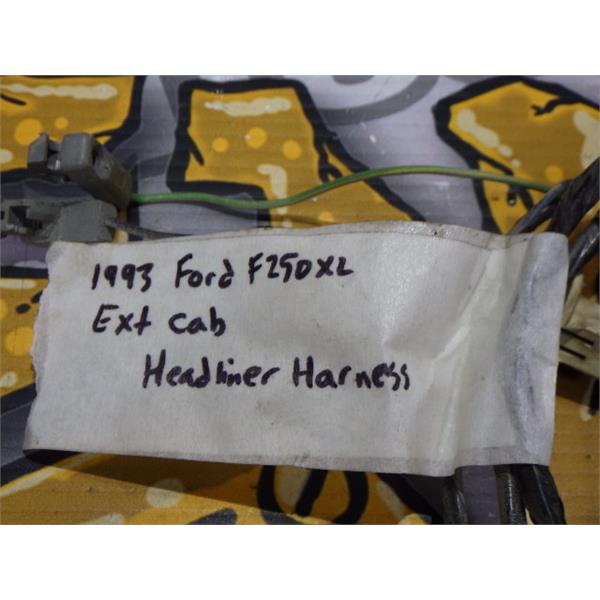 1993 Ford F250XL
Ext cab
Headliner Harness